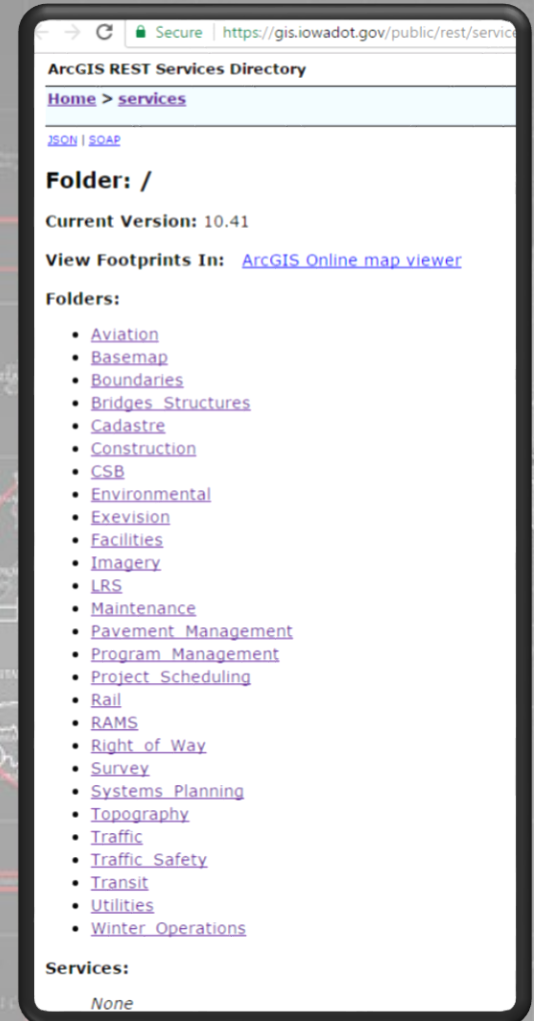 Secure | https://gis.iowadot.gov/public/rest/service
ArcGIS REST Services Directory
Home > services
JSON | SOAP
Folder: /
Current Version: 10.41
View Footprints In: ArcGIS Online map viewer
Folders:
• Aviation
• Basemap
• Boundaries
• Bridges_Structures
• Cadastre
• Construction
• CSB
• Environmental
• Exevision
• Facilities
• Imagery
• LRS
• Maintenance
• Pavement_Management
• Program_Management
• Project_Scheduling
• Rail
• RAMS
• Right_of_Way
• Survey
• Systems_Planning
• Topography
• Traffic
• Traffic_Safety
• Transit
• Utilities
• Winter_Operations
Services:
None